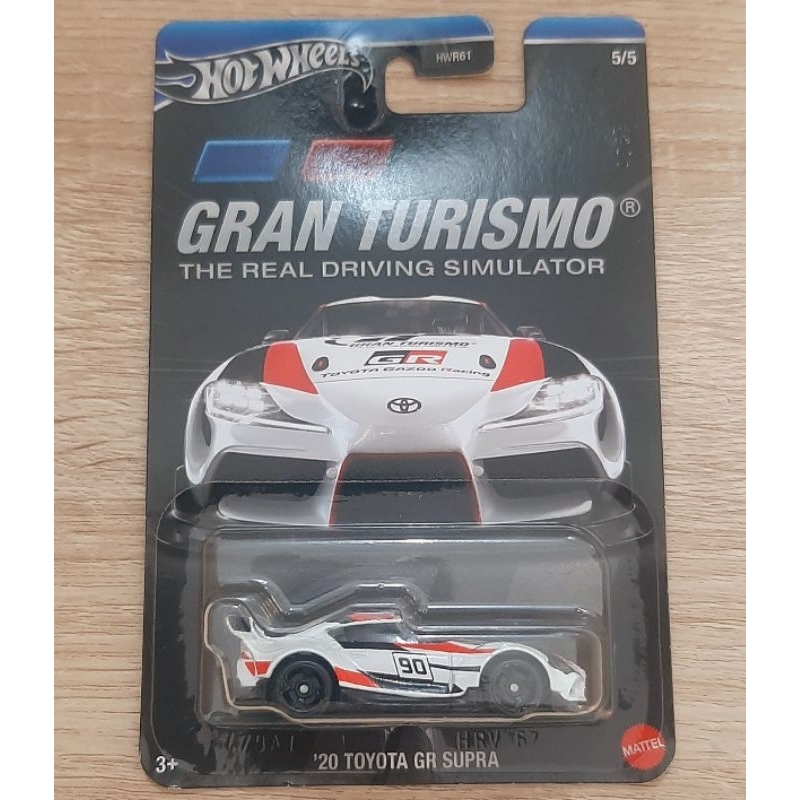 Hot Wheels
HWR61
5/5
GRAN TURISMO®
THE REAL DRIVING SIMULATOR
GRAN TURISMO
GR
TOYOTA GAZOO Racing
90
'20 TOYOTA GR SUPRA
3+
MATTEL